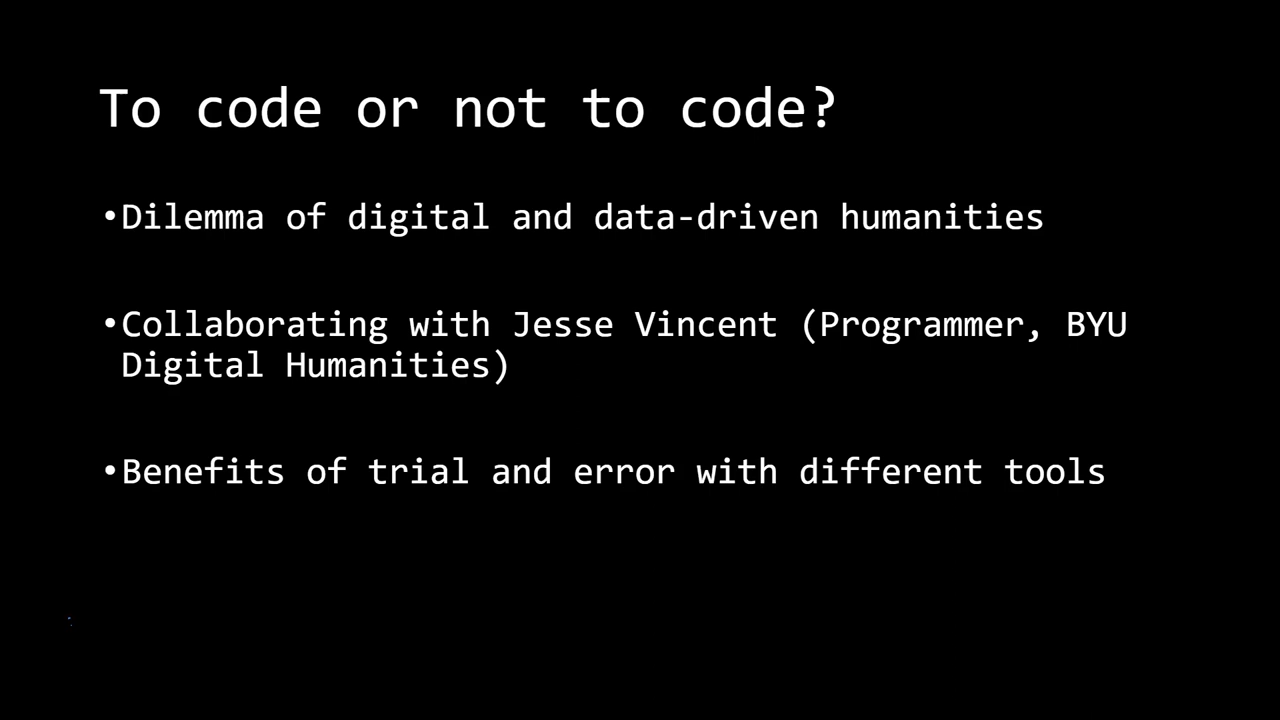 To code or not to code?
•Dilemma of digital and data-driven humanities
•Collaborating with Jesse Vincent (Programmer, BYU
Digital Humanities)
•Benefits of trial and error with different tools